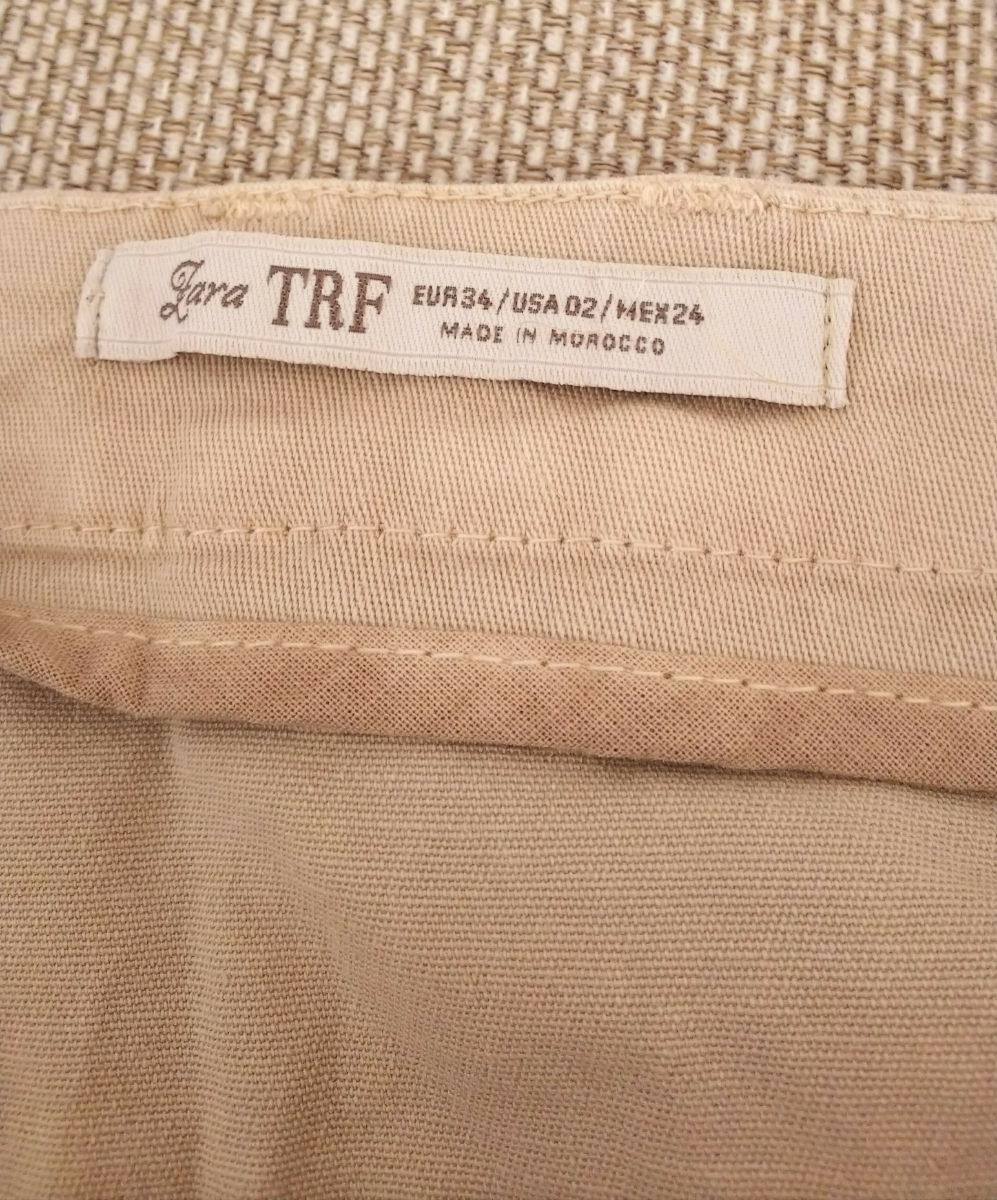 Zara TRF EUR34/USA02/MEX24
MADE IN MOROCCO